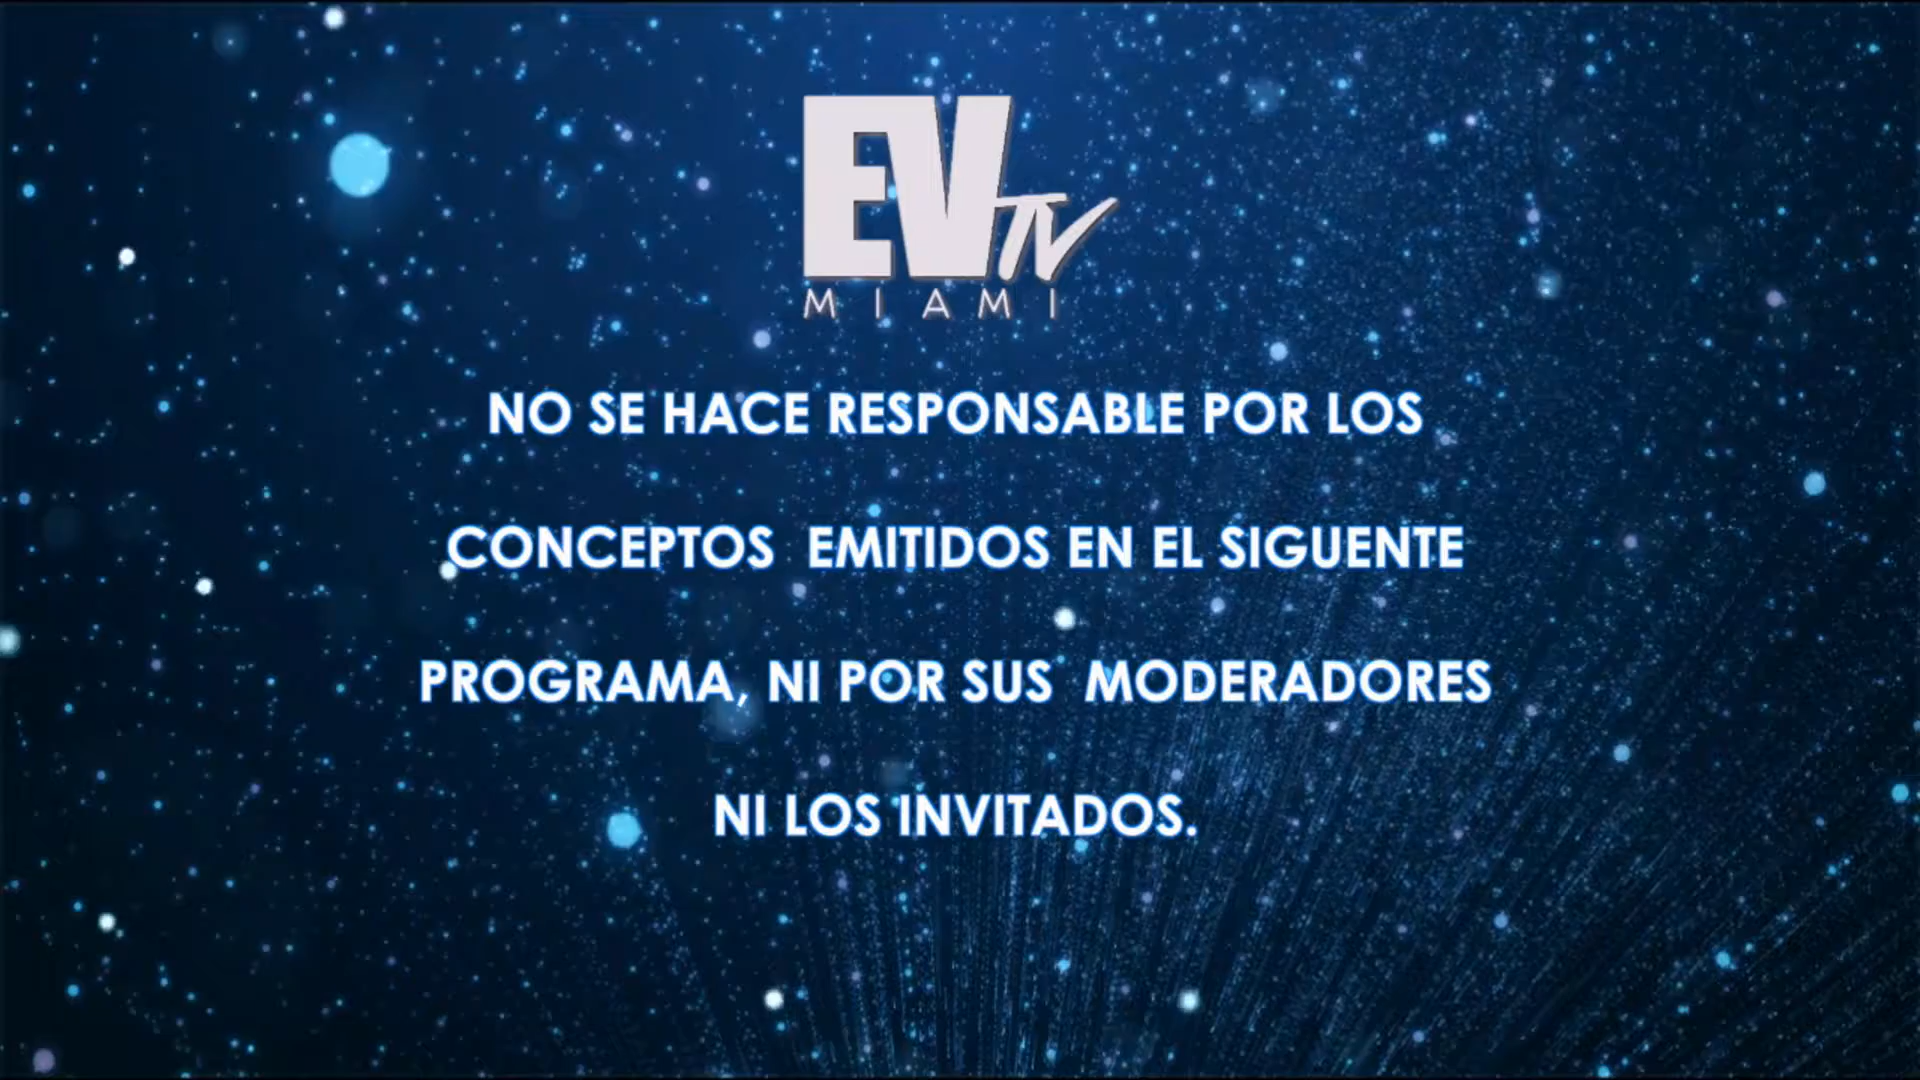 EVTV
MIAMI
NO SE HACE RESPONSABLE POR LOS
CONCEPTOS EMITIDOS EN EL SIGUENTE
PROGRAMA, NI POR SUS MODERADORES
NI LOS INVITADOS.